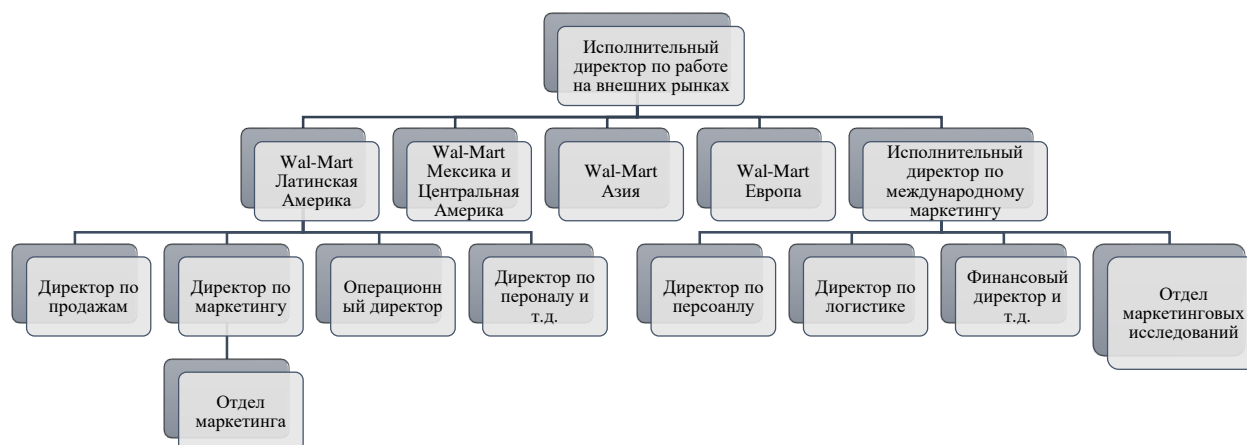 Исполнительный
директор по работе
на внешних рынках
Wal-Mart
Латинская
Америка
Wal-Mart
Мексика и
Центральная
Америка
Wal-Mart
Азия
Wal-Mart
Европа
Исполнительный
директор по
международному
маркетингу
Директор по
продажам
Директор по
маркетингу
Операционн
ый директор
Директор по
пероналу и
т.д.
Директор по
персоанлу
Директор по
логистике
Финансовый
директор и
т.д.
Отдел
маркетинговых
исследований
Отдел
маркетинга